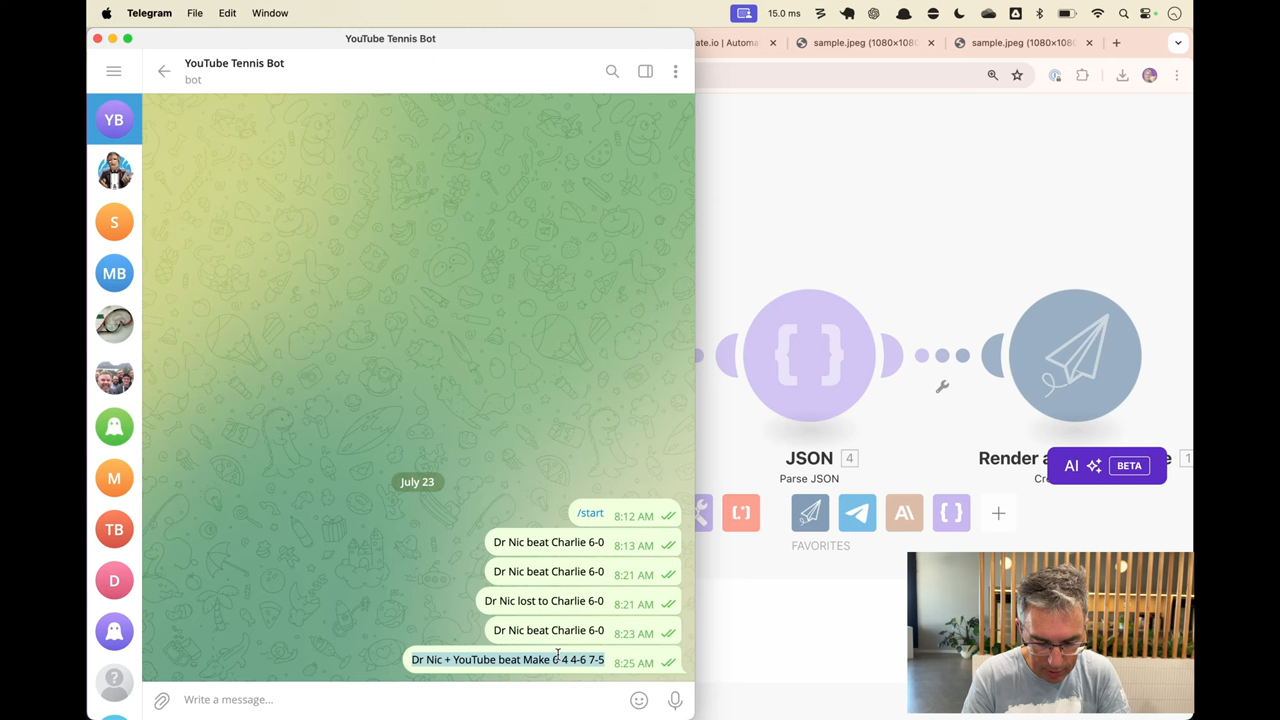 Telegram File Edit Window
15.0 ms
YouTube Tennis Bot
ate.io | Automa
sample.jpeg (1080×108
sample.jpeg (1080×108
YouTube Tennis Bot
bot
YB
S
MB
M
TB
D
July 23
/start 8:12 AM
Dr Nic beat Charlie 6-0 8:13 AM
Dr Nic beat Charlie 6-0 8:21 AM
Dr Nic lost to Charlie 6-0 8:21 AM
Dr Nic beat Charlie 6-0 8:23 AM
Dr Nic + YouTube beat Make 6-4 4-6 7-5 8:25 AM
Write a message...
JSON 4
Parse JSON
Render a
AI BETA
e 1
FAVORITES